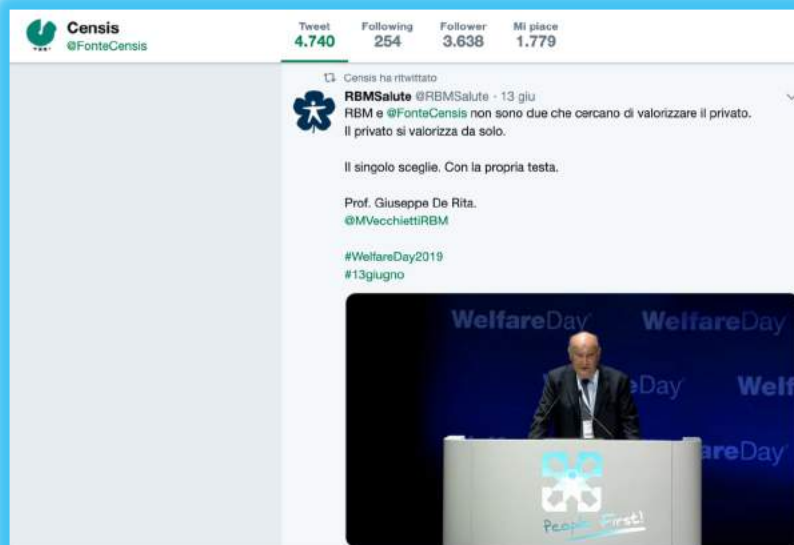 Censis
@FonteCensis
Tweet
4.740
Following
254
Follower
3.638
Mi piace
1.779
Censis ha ritwittato
RBMSalute @RBMSalute · 13 giu
RBM e @FonteCensis non sono due che cercano di valorizzare il privato.
Il privato si valorizza da solo.
Il singolo sceglie. Con la propria testa.
Prof. Giuseppe De Rita.
@MVecchiettiRBM
#WelfareDay2019
#13giugno
WelfareDay WelfareDay
eDay Welf
areDay
People First!